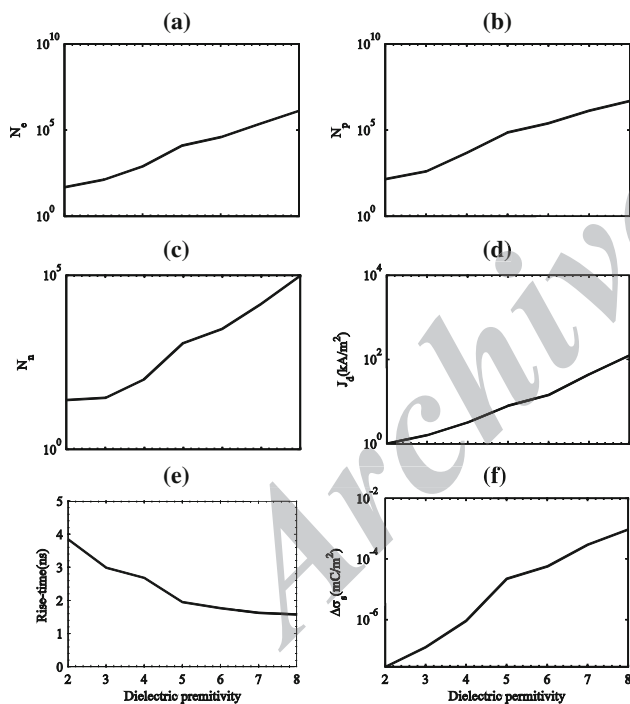 (a)
(b)
10^10
10^5
10^0
N_e
10^10
10^5
10^0
N_p
(c)
(d)
10^5
10^0
N_n
10^4
10^2
10^0
J_d(kA/m^2)
(e)
(f)
5
4
3
2
1
0
Rise-time(ns)
2 3 4 5 6 7 8
Dielectric premitivity
10^-2
10^-4
10^-6
Δσ_s(mC/m^2)
2 3 4 5 6 7 8
Dielectric permitivity
Archive